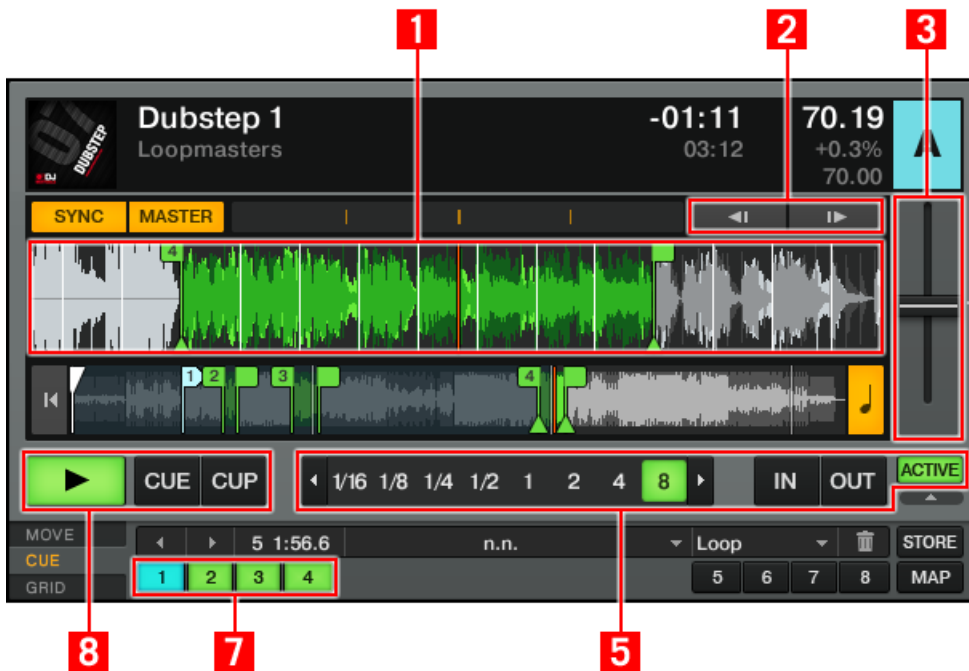 1 2 3
DUBSTEP
Dubstep 1 -01:11 70.19 A
Loopmasters 03:12 +0.3%
70.00
SYNC MASTER
4
1 2 3 4
CUE CUP 1/16 1/8 1/4 1/2 1 2 4 8 IN OUT ACTIVE
MOVE 5 1:56.6 n.n. Loop STORE
CUE 1 2 3 4 5 6 7 8 MAP
GRID
8 7 5